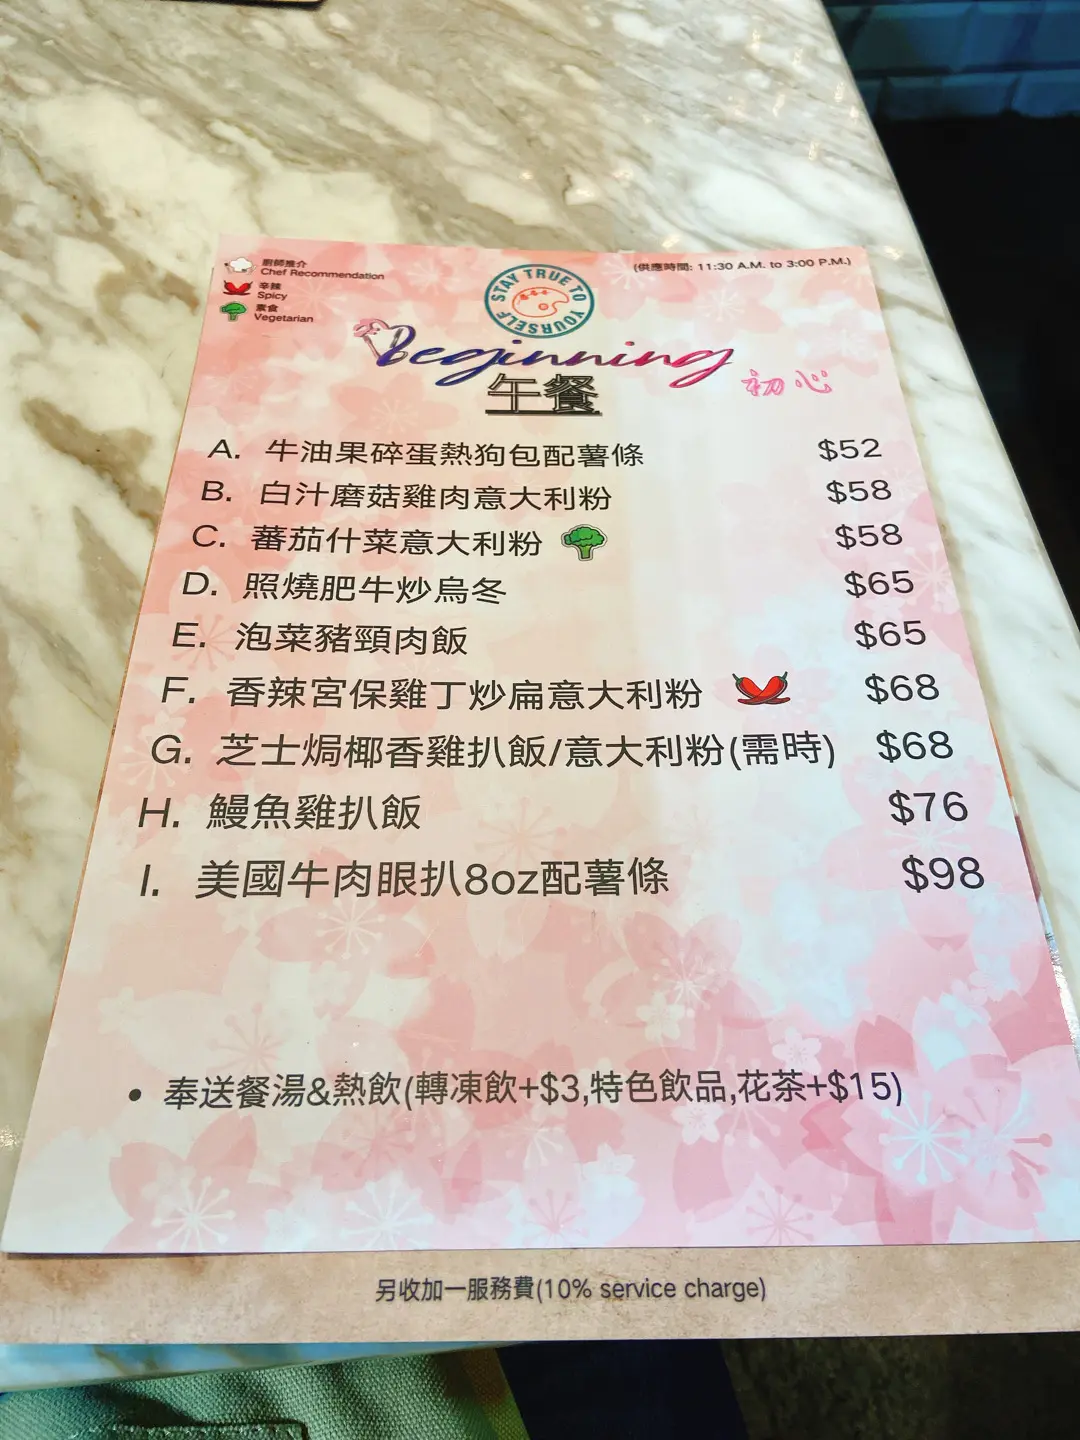 廚師推介
Chef Recommendation
辛辣
Spicy
素食
Vegetarian
STAY TRUE TO YOURSELF
(供應時間: 11:30 A.M. to 3:00 P.M.)
Beginning
初心
午餐
A. 牛油果碎蛋熱狗包配薯條 $52
B. 白汁磨菇雞肉意大利粉 $58
C. 蕃茄什菜意大利粉 $58
D. 照燒肥牛炒烏冬 $65
E. 泡菜豬頸肉飯 $65
F. 香辣宮保雞丁炒扁意大利粉 $68
G. 芝士焗椰香雞扒飯/意大利粉(需時) $68
H. 鰻魚雞扒飯 $76
I. 美國牛肉眼扒8oz配薯條 $98
• 奉送餐湯&熱飲(轉凍飲+$3,特色飲品,花茶+$15)
另收加一服務費(10% service charge)